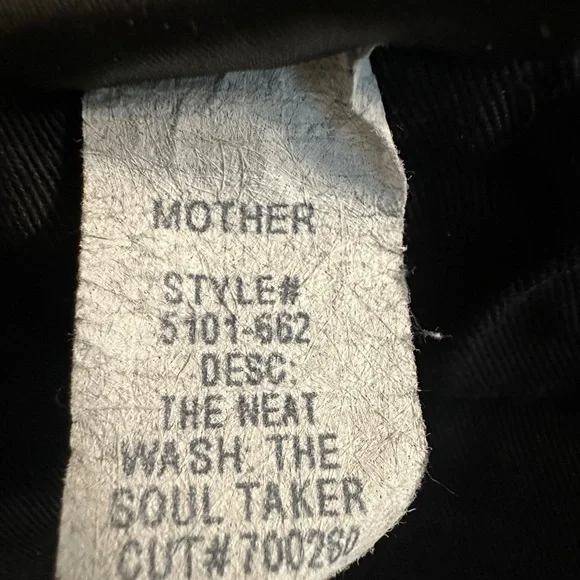 MOTHER
STYLE#
5101-662
DESC:
THE NEAT
WASH: THE
SOUL TAKER
CUT# 700280